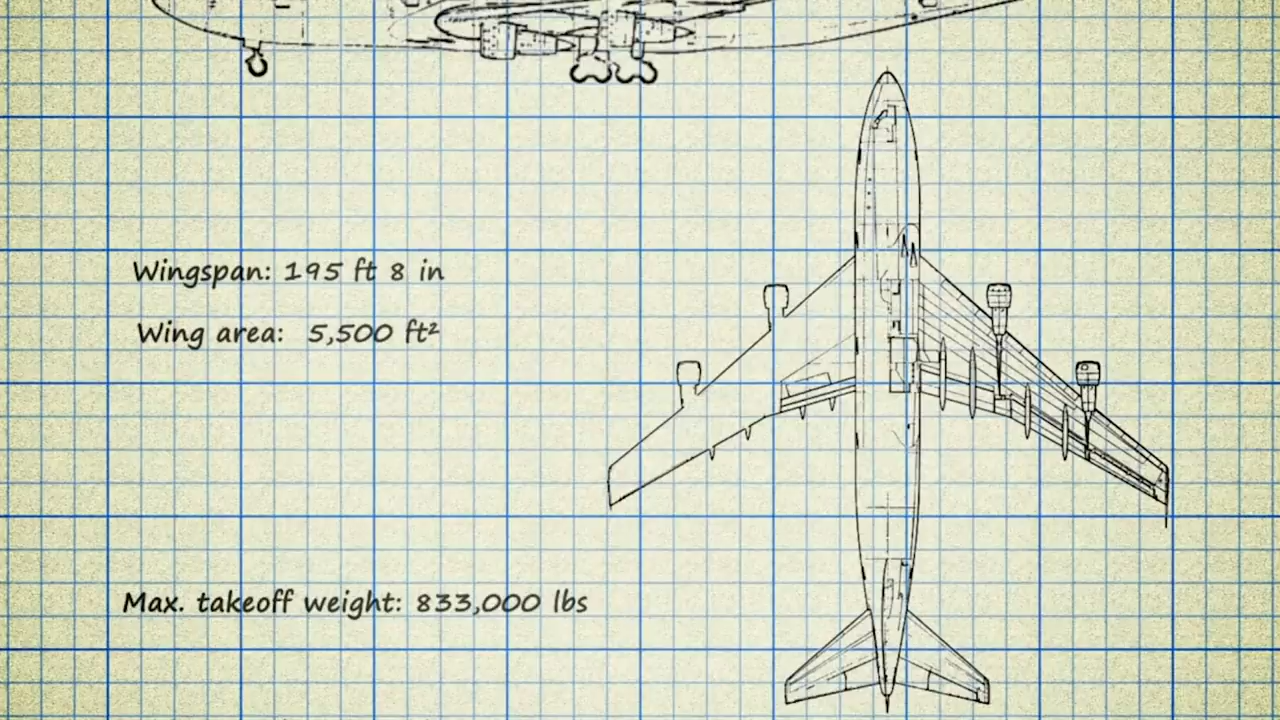 Wingspan: 195 ft 8 in
Wing area: 5,500 ft²
Max. takeoff weight: 833,000 lbs